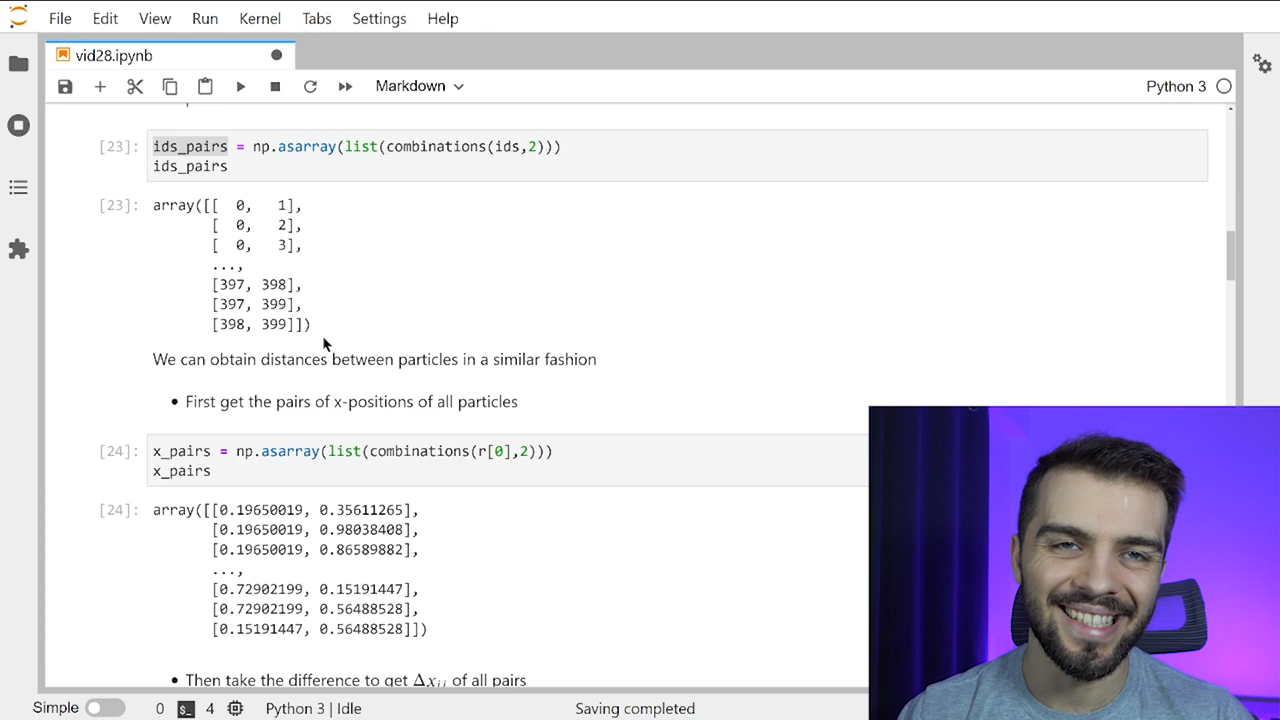 File Edit View Run Kernel Tabs Settings Help
vid28.ipynb
Markdown
Python 3
[23]: ids_pairs = np.asarray(list(combinations(ids,2)))
ids_pairs
[23]: array([[ 0, 1],
[ 0, 2],
[ 0, 3],
...,
[397, 398],
[397, 399],
[398, 399]])
We can obtain distances between particles in a similar fashion
• First get the pairs of x-positions of all particles
[24]: x_pairs = np.asarray(list(combinations(r[0],2)))
x_pairs
[24]: array([[0.19650019, 0.35611265],
[0.19650019, 0.98038408],
[0.19650019, 0.86589882],
...,
[0.72902199, 0.15191447],
[0.72902199, 0.56488528],
[0.15191447, 0.56488528]])
• Then take the difference to get Δxᵢⱼ of all pairs
Simple 0 4 Python 3 | Idle Saving completed